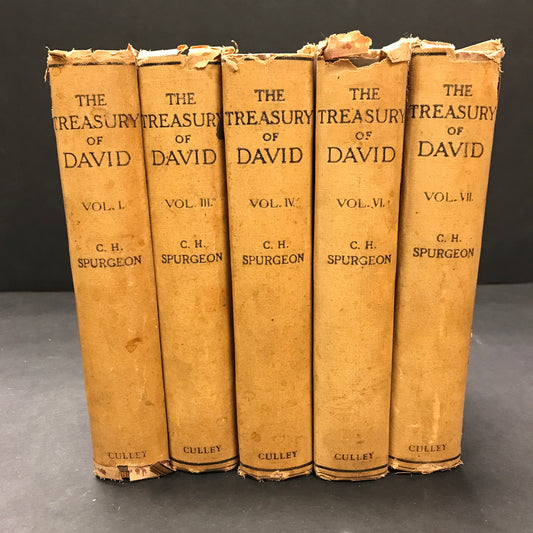 THE
TREASURY
OF
DAVID
VOL. I.
C. H.
SPURGEON
CULLEY
THE
TREASURY
OF
DAVID
VOL. III.
C. H.
SPURGEON
CULLEY
THE
TREASURY
OF
DAVID
VOL. IV.
C. H.
SPURGEON
CULLEY
THE
TREASURY
OF
DAVID
VOL. VI.
C. H.
SPURGEON
CULLEY
THE
TREASURY
OF
DAVID
VOL. VII.
C. H.
SPURGEON
CULLEY